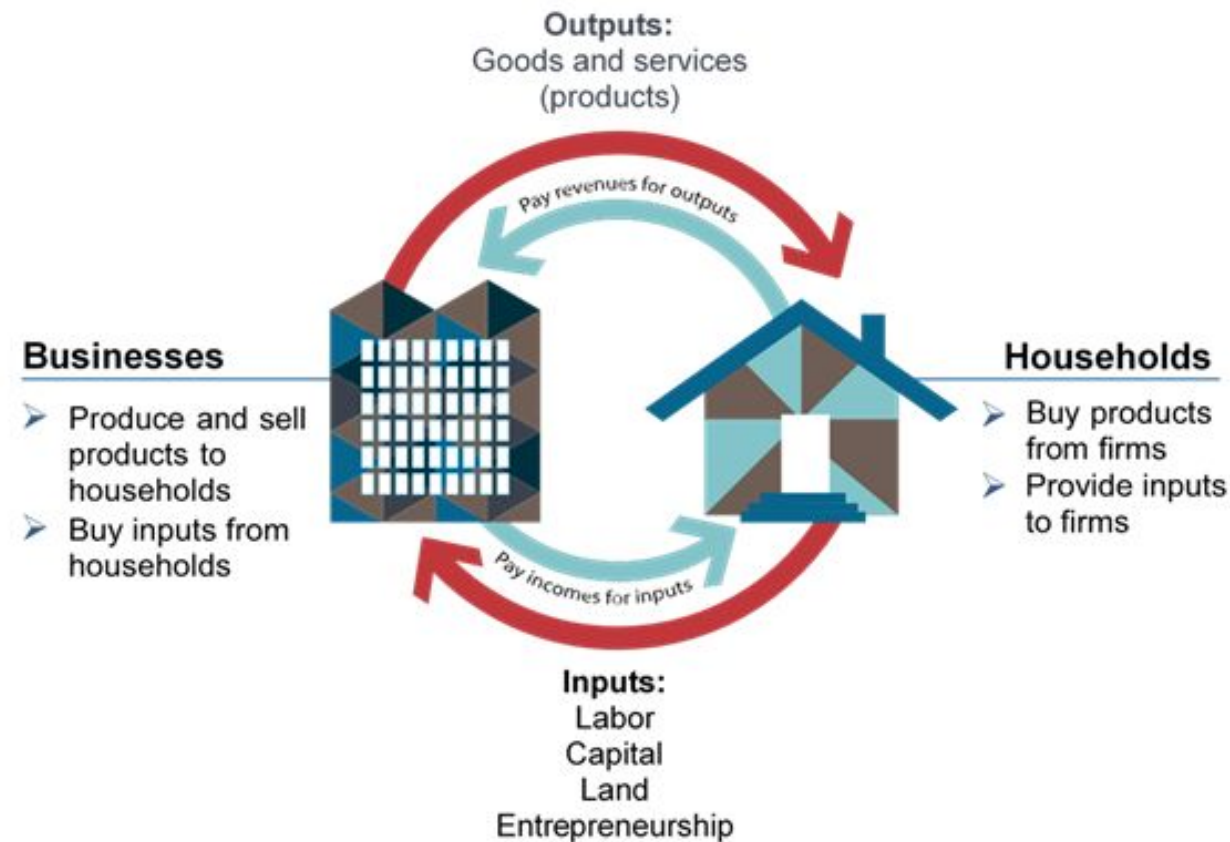 Outputs:
Goods and services
(products)
Pay revenues for outputs
Businesses
➢ Produce and sell
products to
households
➢ Buy inputs from
households
Households
➢ Buy products
from firms
➢ Provide inputs
to firms
Pay incomes for inputs
Inputs:
Labor
Capital
Land
Entrepreneurship